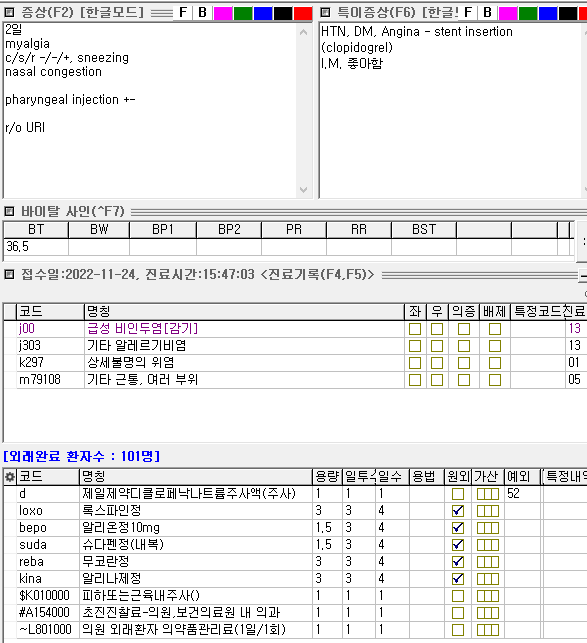 증상(F2) [한글모드] F B
2일
myalgia
c/s/r -/-/+, sneezing
nasal congestion
pharyngeal injection +-
r/o URI
특이증상(F6) [한글! F B
HTN, DM, Angina - stent insertion
(clopidogrel)
I.M. 좋아함
바이탈 사인(^F7)
BT BW BP1 BP2 PR RR BST
36.5
접수일:2022-11-24, 진료시간:15:47:03 <진료기록(F4,F5)>
코드 명칭 좌 우 의증 배제 특정코드 진료
j00 급성 비인두염[감기] 13
j303 기타 알레르기비염 13
k297 상세불명의 위염 01
m79108 기타 근통, 여러 부위 05
[외래완료 환자수 : 101명]
코드 명칭 용량 일투수 일수 용법 원외 가산 예외 특정내역
d 제일제약디클로페낙나트륨주사액(주사) 1 1 1 52
loxo 록스파인정 3 3 4
bepo 알리온정10mg 1.5 3 4
suda 슈다펜정(내복) 1.5 3 4
reba 무코란정 3 3 4
kina 알리나제정 3 3 4
$K010000 피하또는근육내주사() 1 1 1
#A154000 초진진찰료-의원,보건의료원 내 의과 1 1 1
~L801000 의원 외래환자 의약품관리료(1일/1회) 1 1 1